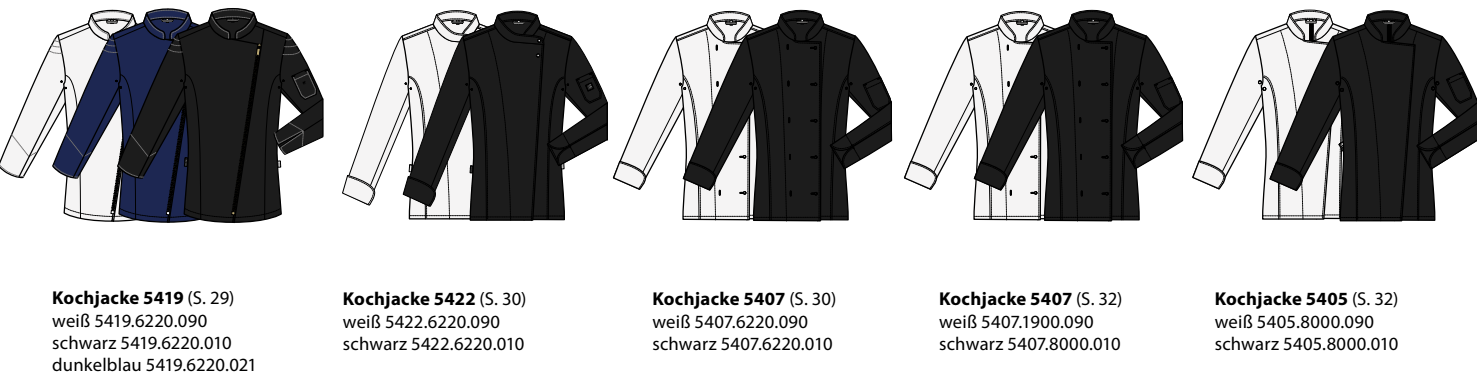 Kochjacke 5419 (S. 29)
weiß 5419.6220.090
schwarz 5419.6220.010
dunkelblau 5419.6220.021
Kochjacke 5422 (S. 30)
weiß 5422.6220.090
schwarz 5422.6220.010
Kochjacke 5407 (S. 30)
weiß 5407.6220.090
schwarz 5407.6220.010
Kochjacke 5407 (S. 32)
weiß 5407.1900.090
schwarz 5407.8000.010
Kochjacke 5405 (S. 32)
weiß 5405.8000.090
schwarz 5405.8000.010